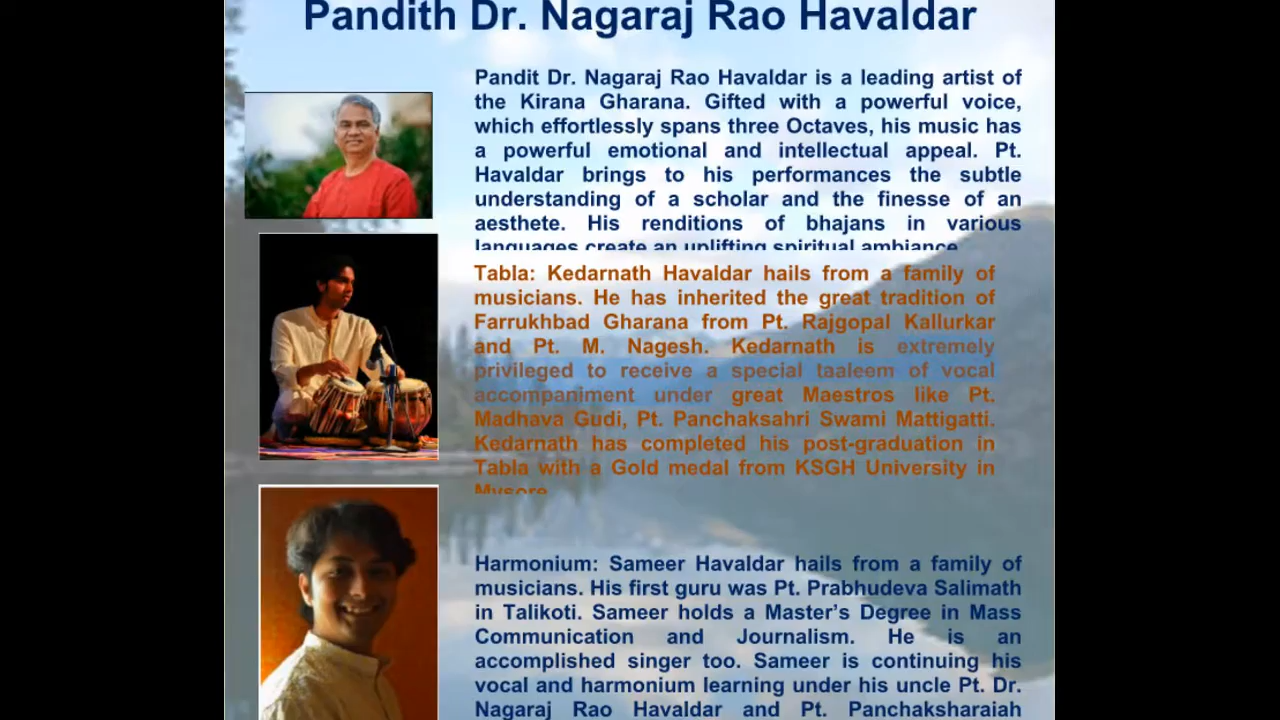 Pandith Dr. Nagaraj Rao Havaldar
Pandit Dr. Nagaraj Rao Havaldar is a leading artist of
the Kirana Gharana. Gifted with a powerful voice,
which effortlessly spans three Octaves, his music has
a powerful emotional and intellectual appeal. Pt.
Havaldar brings to his performances the subtle
understanding of a scholar and the finesse of an
aesthete. His renditions of bhajans in various
languages create an uplifting spiritual ambiance.
Tabla: Kedarnath Havaldar hails from a family of
musicians. He has inherited the great tradition of
Farrukhbad Gharana from Pt. Rajgopal Kallurkar
and Pt. M. Nagesh. Kedarnath is extremely
privileged to receive a special taaleem of vocal
accompaniment under great Maestros like Pt.
Madhava Gudi, Pt. Panchaksahri Swami Mattigatti.
Kedarnath has completed his post-graduation in
Tabla with a Gold medal from KSGH University in
Mysore
Harmonium: Sameer Havaldar hails from a family of
musicians. His first guru was Pt. Prabhudeva Salimath
in Talikoti. Sameer holds a Master’s Degree in Mass
Communication and Journalism. He is an
accomplished singer too. Sameer is continuing his
vocal and harmonium learning under his uncle Pt. Dr.
Nagaraj Rao Havaldar and Pt. Panchaksharaiah